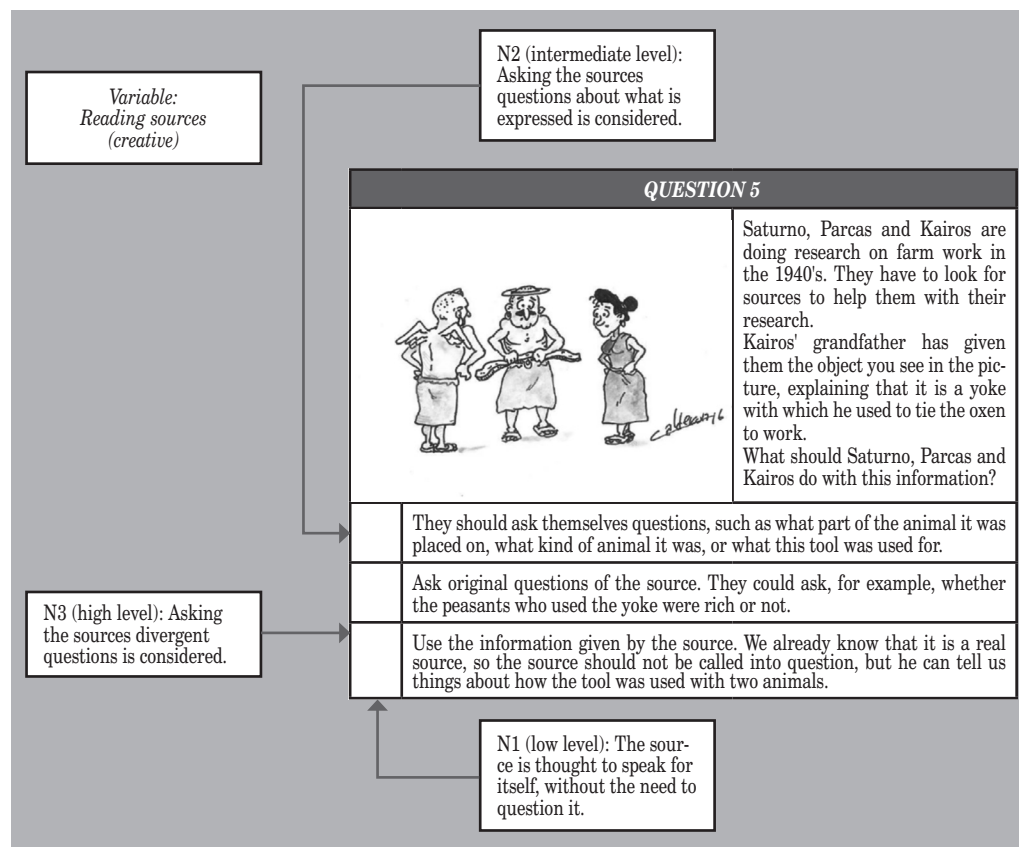 N2 (intermediate level):
Asking the sources
questions about what is
expressed is considered.
Variable:
Reading sources
(creative)
QUESTION 5
Saturno, Parcas and Kairos are
doing research on farm work in
the 1940's. They have to look for
sources to help them with their
research.
Kairos' grandfather has given
them the object you see in the pic-
ture, explaining that it is a yoke
with which he used to tie the oxen
to work.
What should Saturno, Parcas and
Kairos do with this information?
They should ask themselves questions, such as what part of the animal it was
placed on, what kind of animal it was, or what this tool was used for.
Ask original questions of the source. They could ask, for example, whether
the peasants who used the yoke were rich or not.
N3 (high level): Asking
the sources divergent
questions is considered.
Use the information given by the source. We already know that it is a real
source, so the source should not be called into question, but he can tell us
things about how the tool was used with two animals.
N1 (low level): The sour-
ce is thought to speak for
itself, without the need to
question it.